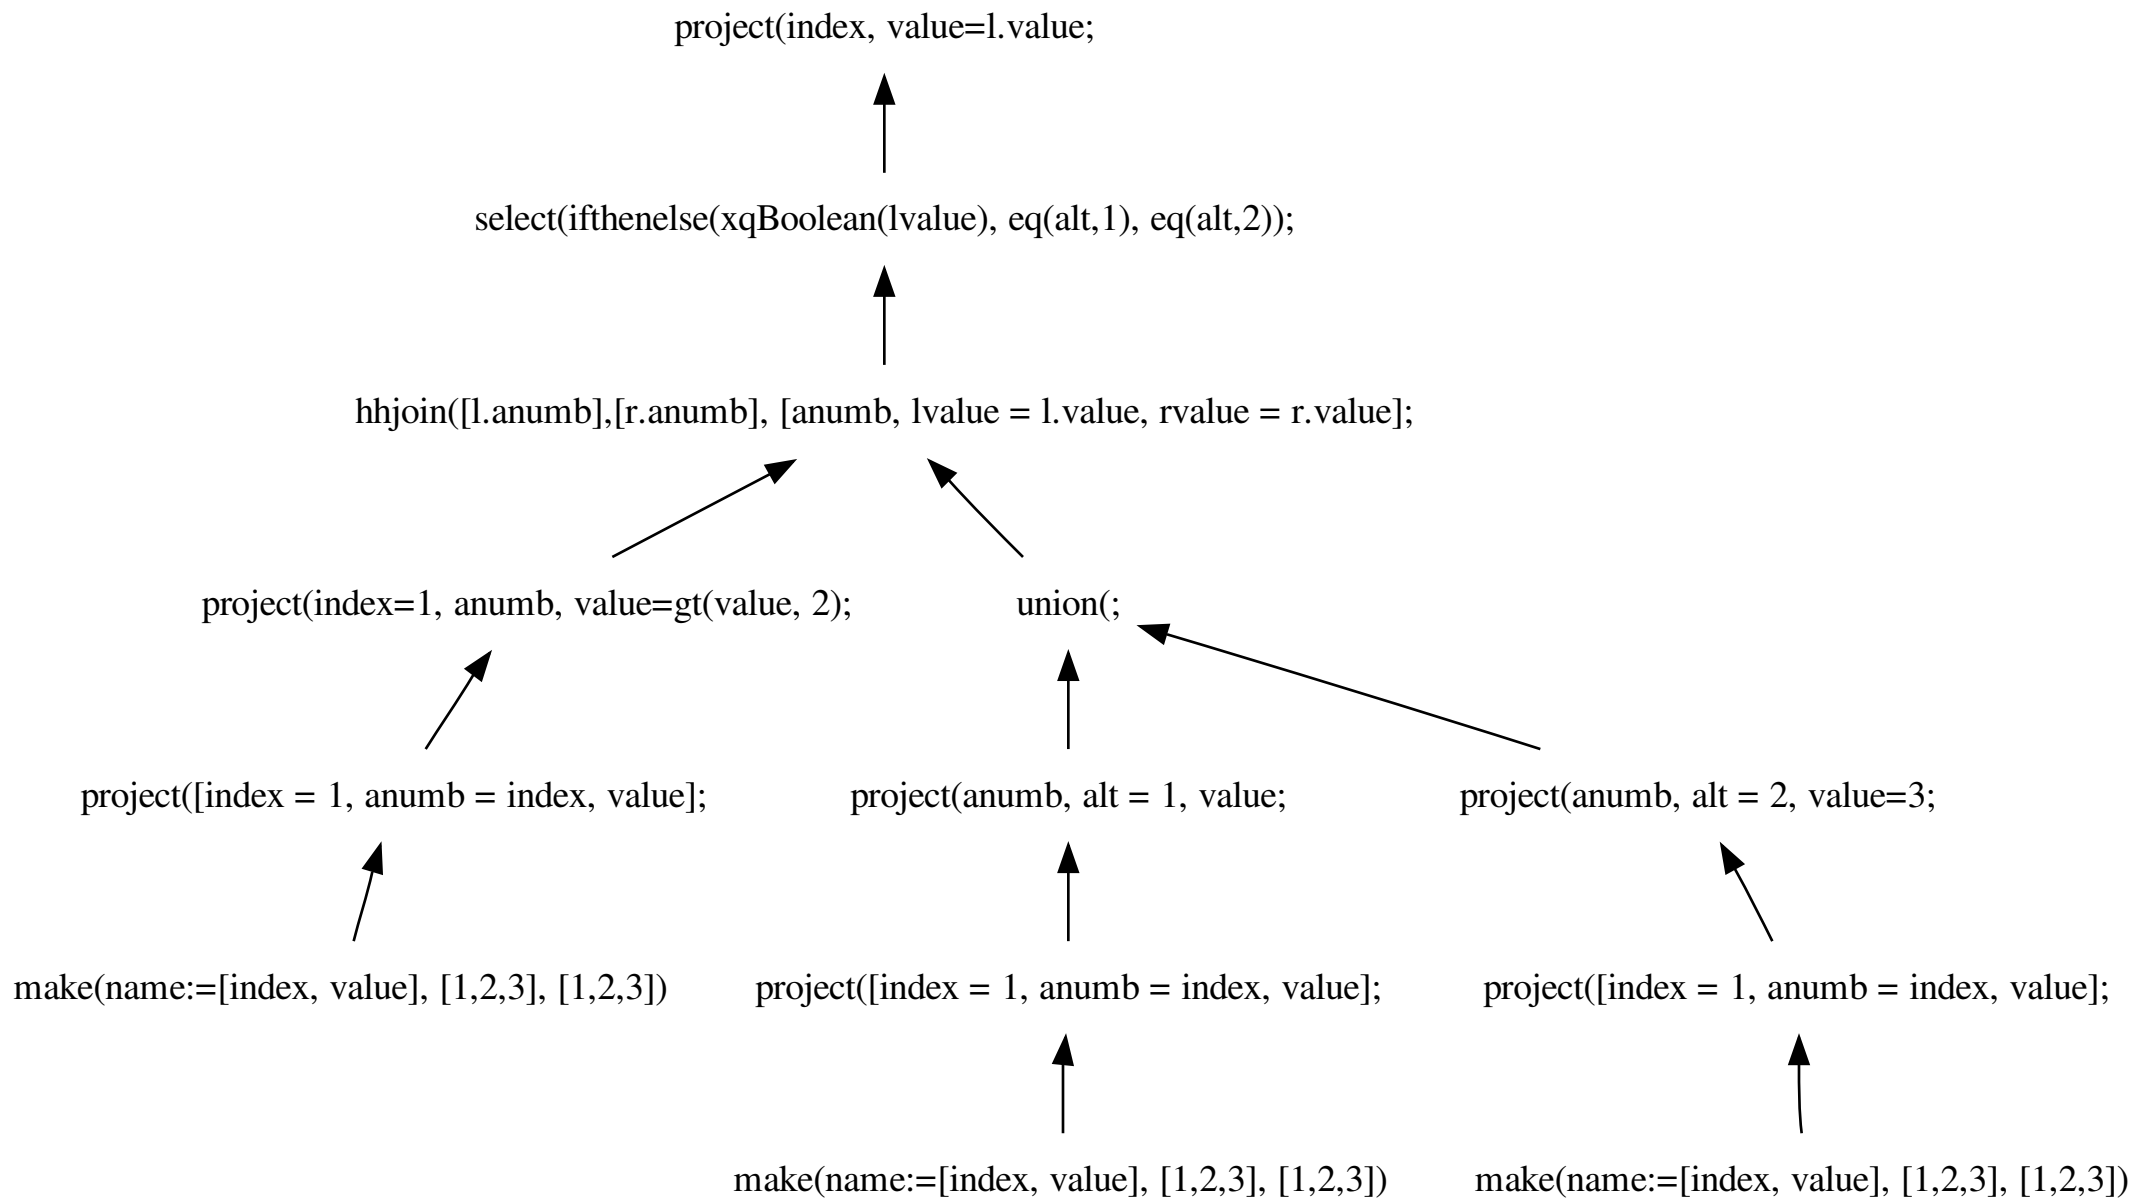 project(index, value=l.value;
select(ifthenelse(xqBoolean(lvalue), eq(alt,1), eq(alt,2));
hhjoin([l.anumb],[r.anumb], [anumb, lvalue = l.value, rvalue = r.value];
project(index=1, anumb, value=gt(value, 2);
union(;
project([index = 1, anumb = index, value];
project(anumb, alt = 1, value;
project(anumb, alt = 2, value=3;
make(name:=[index, value], [1,2,3], [1,2,3])
project([index = 1, anumb = index, value];
project([index = 1, anumb = index, value];
make(name:=[index, value], [1,2,3], [1,2,3])
make(name:=[index, value], [1,2,3], [1,2,3])